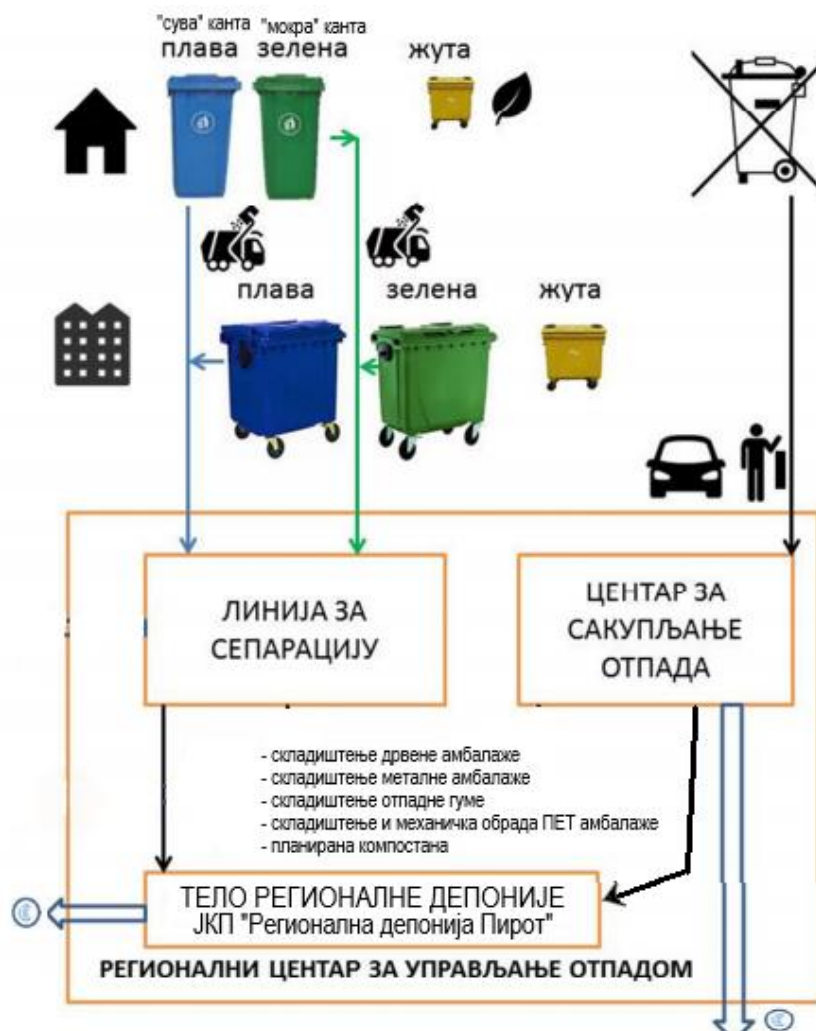 "сува" канта "мокра" канта
плава зелена жута
плава зелена жута
ЛИНИЈА ЗА
СЕПАРАЦИЈУ
ЦЕНТАР ЗА
САКУПЉАЊЕ
ОТПАДА
- складиштење дрвене амбалаже
- складиштење металне амбалаже
- складиштење отпадне гуме
- складиштење и механичка обрада ПЕТ амбалаже
- планирана компостана
ТЕЛО РЕГИОНАЛНЕ ДЕПОНИЈЕ
ЈКП "Регионална депонија Пирот"
РЕГИОНАЛНИ ЦЕНТАР ЗА УПРАВЉАЊЕ ОТПАДОМ